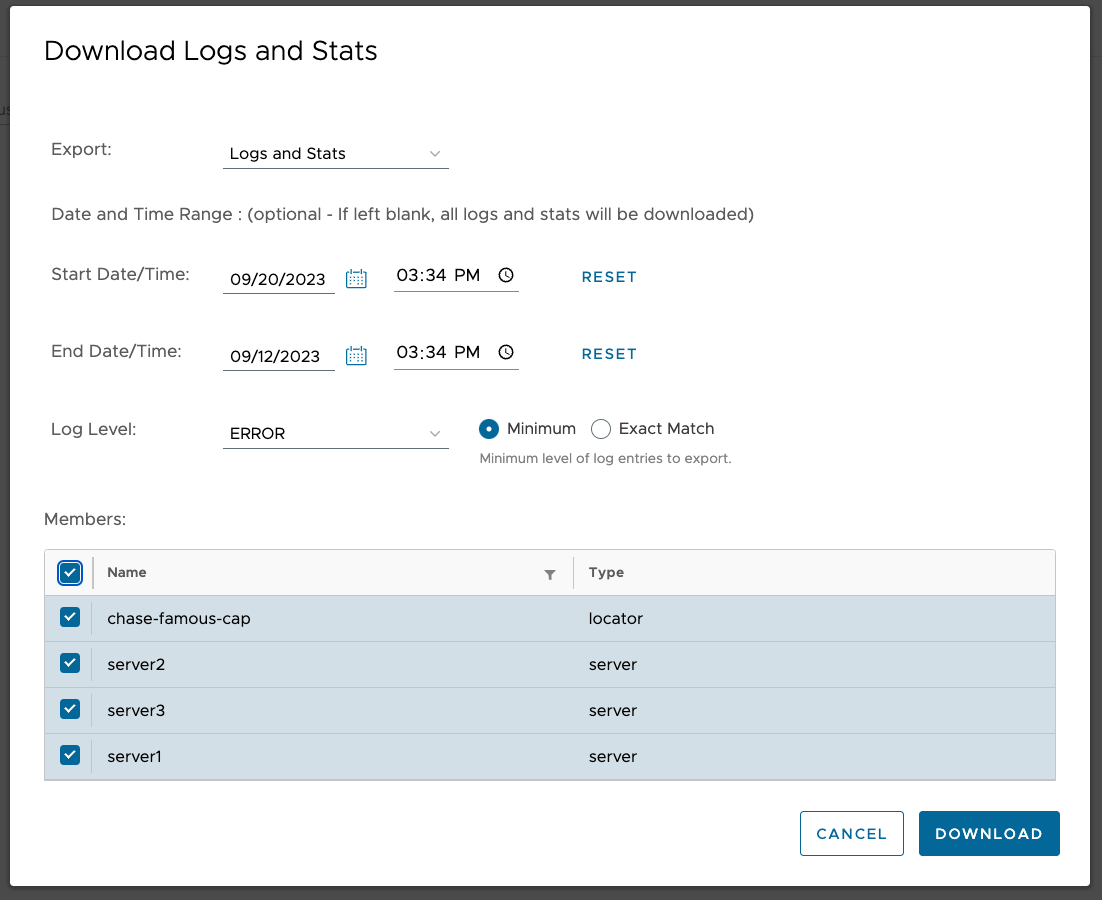 Download Logs and Stats
Export: Logs and Stats
Date and Time Range : (optional - If left blank, all logs and stats will be downloaded)
Start Date/Time: 09/20/2023 03:34 PM RESET
End Date/Time: 09/12/2023 03:34 PM RESET
Log Level: ERROR Minimum Exact Match
Minimum level of log entries to export.
Members:
Name Type
chase-famous-cap locator
server2 server
server3 server
server1 server
CANCEL DOWNLOAD